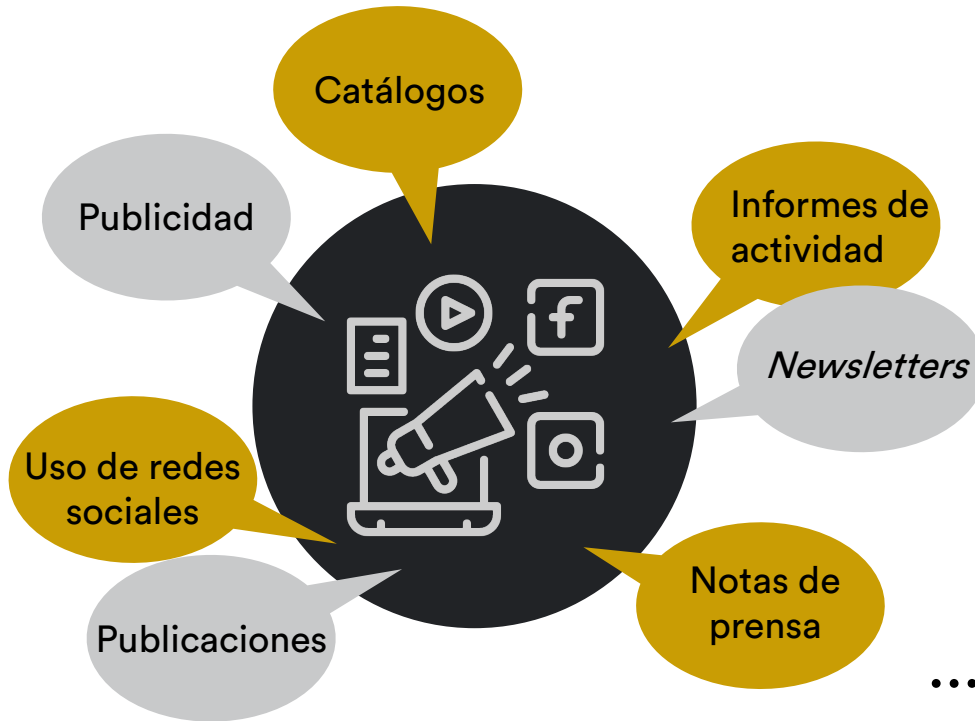 Catálogos
Publicidad
Informes de
actividad
Newsletters
Uso de redes
sociales
Notas de
prensa
Publicaciones
...